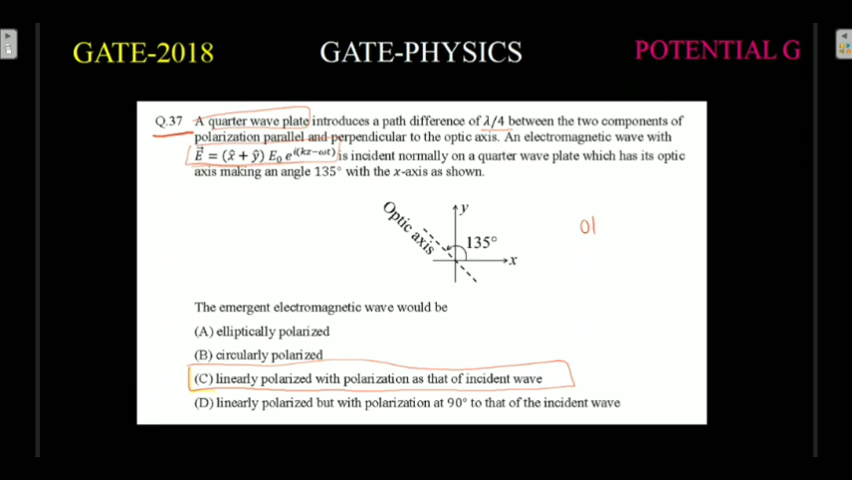 GATE-2018 GATE-PHYSICS POTENTIAL G
Q.37 A quarter wave plate introduces a path difference of λ/4 between the two components of
polarization parallel and perpendicular to the optic axis. An electromagnetic wave with
E⃗ = (x̂ + ŷ) E₀ e^{i(kz−ωt)} is incident normally on a quarter wave plate which has its optic
axis making an angle 135° with the x-axis as shown.
Optic axis
y
135°
x
01
The emergent electromagnetic wave would be
(A) elliptically polarized
(B) circularly polarized
(C) linearly polarized with polarization as that of incident wave
(D) linearly polarized but with polarization at 90° to that of the incident wave